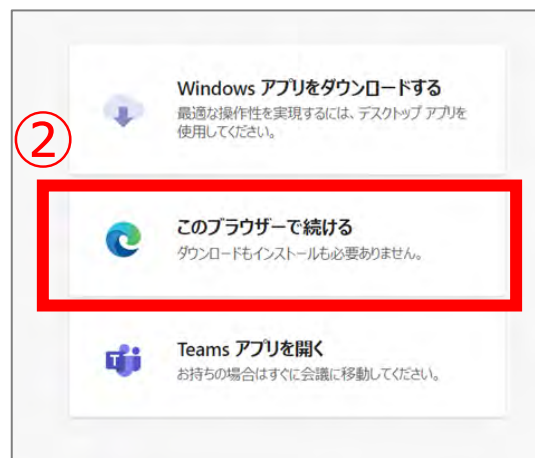 ②
Windows アプリをダウンロードする
最適な操作性を実現するには、デスクトップ アプリを
使用してください。
このブラウザーで続ける
ダウンロードもインストールも必要ありません。
Teams アプリを開く
お持ちの場合はすぐに会議に移動してください。